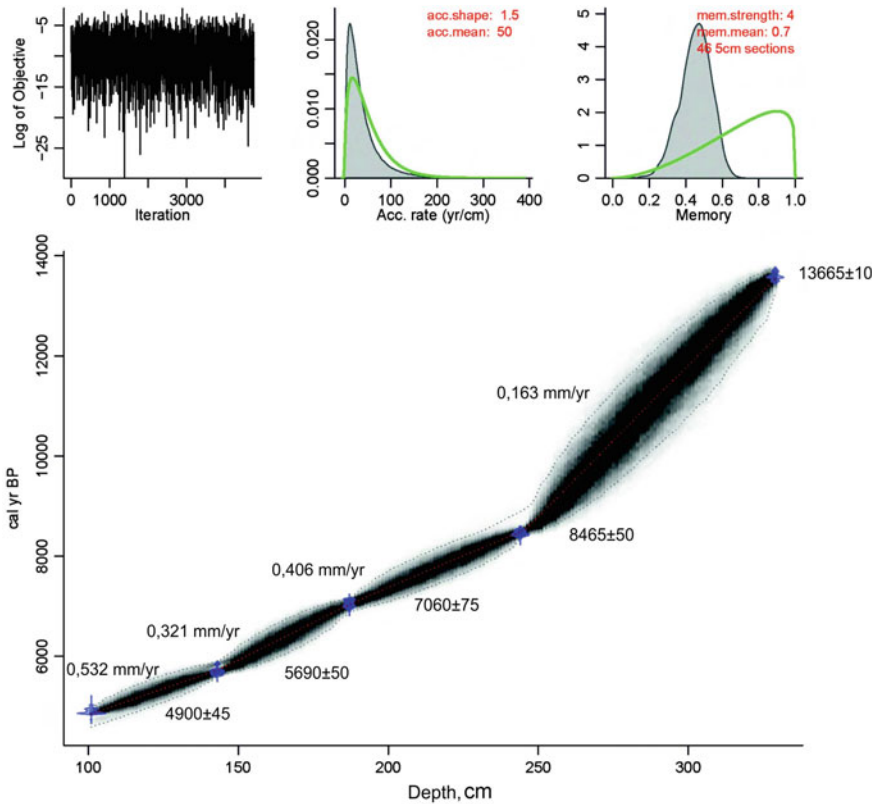 Log of Objective
-5
-15
-25
0
1000
3000
Iteration
acc.shape: 1.5
acc.mean: 50
0.020
0.010
0.000
0
100
200
300
400
Acc. rate (yr/cm)
mem.strength: 4
mem.mean: 0.7
46 5cm sections
5
4
3
2
1
0
0.0
0.2
0.4
0.6
0.8
1.0
Memory
cal yr BP
14000
12000
10000
8000
6000
13665±10
0,163 mm/yr
8465±50
0,406 mm/yr
7060±75
0,321 mm/yr
5690±50
0,532 mm/yr
4900±45
100
150
200
250
300
Depth, cm